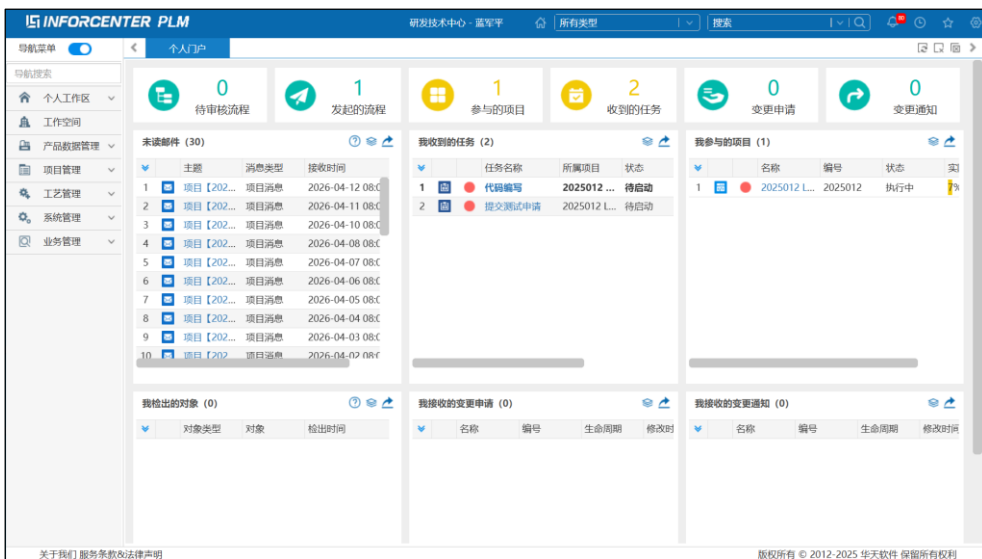 INFORCENTER PLM 研发技术中心 - 蓝军平 所有类型 搜索
导航菜单 个人门户
导航搜索
个人工作区
工作空间
产品数据管理
项目管理
工艺管理
系统管理
业务管理
0 待审核流程
1 发起的流程
1 参与的项目
2 收到的任务
0 变更申请
0 变更通知
未读邮件 (30)
主题 消息类型 接收时间
1 项目【202... 项目消息 2026-04-12 08:0
2 项目【202... 项目消息 2026-04-11 08:0
3 项目【202... 项目消息 2026-04-10 08:0
4 项目【202... 项目消息 2026-04-08 08:0
5 项目【202... 项目消息 2026-04-07 08:0
6 项目【202... 项目消息 2026-04-06 08:0
7 项目【202... 项目消息 2026-04-05 08:0
8 项目【202... 项目消息 2026-04-04 08:0
9 项目【202... 项目消息 2026-04-03 08:0
10 项目【202... 项目消息 2026-04-02 08:0
我收到的任务 (2)
任务名称 所属项目 状态
1 代码编写 2025012 ... 待启动
2 提交测试申请 2025012 L... 待启动
我参与的项目 (1)
名称 编号 状态 实
1 2025012 L... 2025012 执行中 7%
我检出的对象 (0)
对象类型 对象 检出时间
我接收的变更申请 (0)
名称 编号 生命周期 修改时
我接收的变更通知 (0)
名称 编号 生命周期 修改时间
关于我们 服务条款&法律声明 版权所有 © 2012-2025 华天软件 保留所有权利